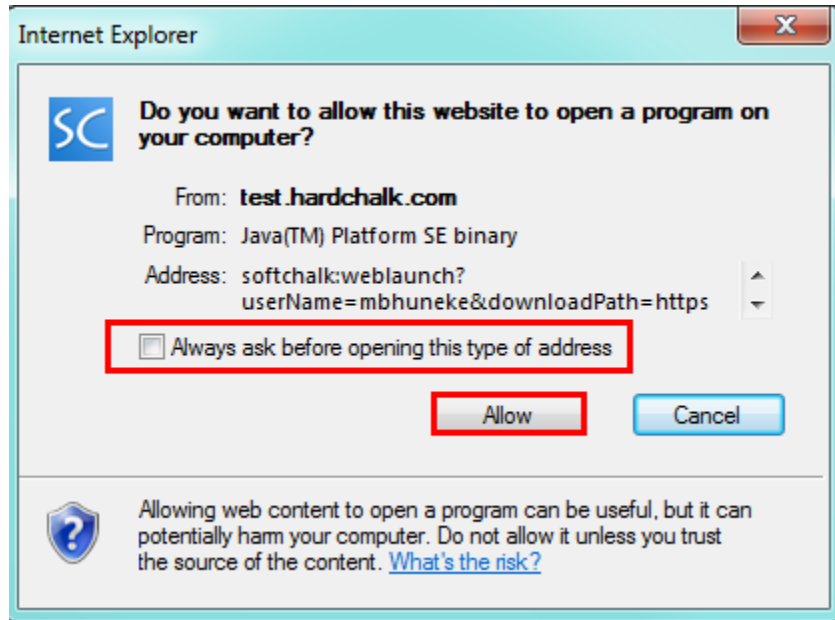 Internet Explorer
SC
Do you want to allow this website to open a program on
your computer?
From: test.hardchalk.com
Program: Java(TM) Platform SE binary
Address: softchalk:weblaunch?
userName=mbhuneke&downloadPath=https
Always ask before opening this type of address
Allow
Cancel
Allowing web content to open a program can be useful, but it can
potentially harm your computer. Do not allow it unless you trust
the source of the content. What's the risk?